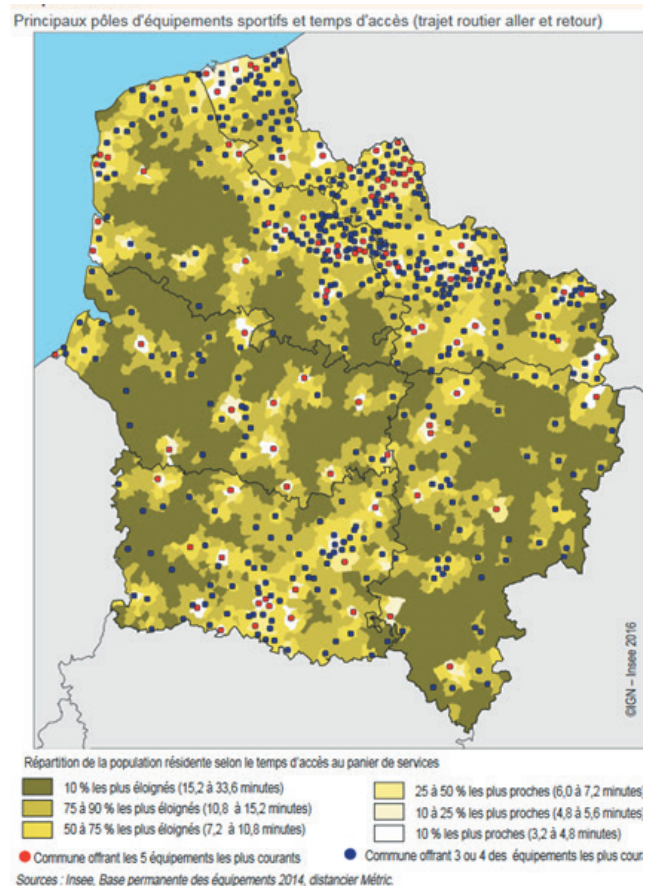 Principaux pôles d'équipements sportifs et temps d'accès (trajet routier aller et retour)
©IGN – Insee 2016
Répartition de la population résidente selon le temps d'accès au panier de services
10 % les plus éloignés (15,2 à 33,6 minutes)
75 à 90 % les plus éloignés (10,8 à 15,2 minutes)
50 à 75 % les plus éloignés (7,2 à 10,8 minutes)
25 à 50 % les plus proches (6,0 à 7,2 minutes)
10 à 25 % les plus proches (4,8 à 5,6 minutes)
10 % les plus proches (3,2 à 4,8 minutes)
Commune offrant les 5 équipements les plus courants
Commune offrant 3 ou 4 des équipements les plus
Sources : Insee, Base permanente des équipements 2014, distancier Métric.